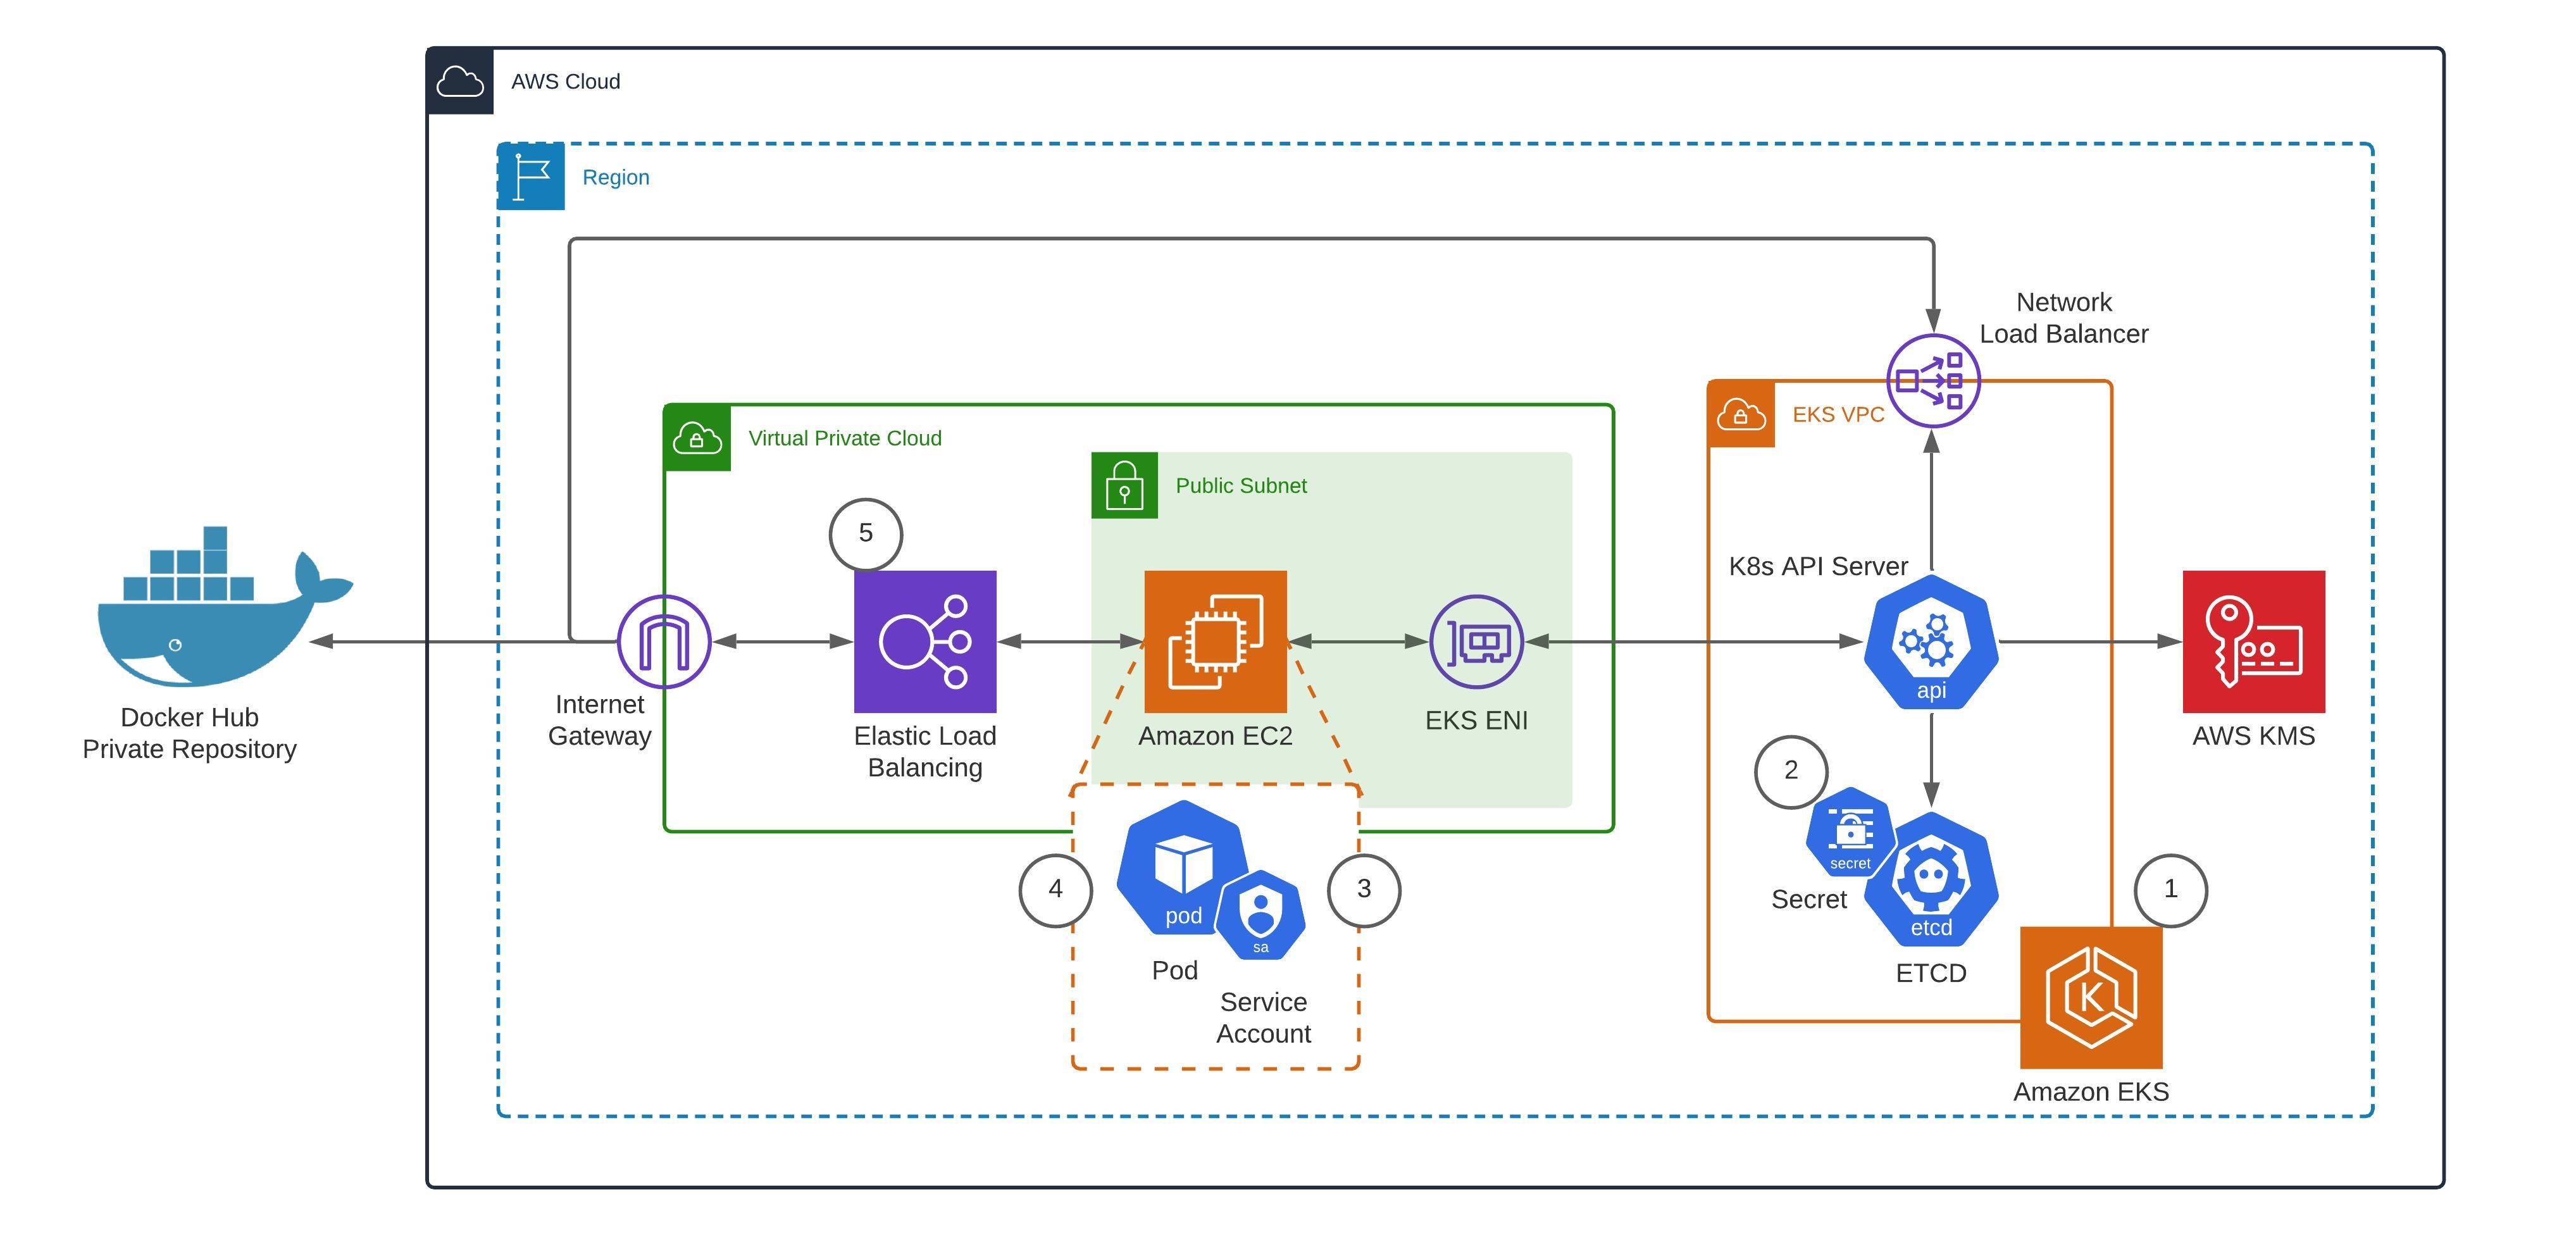 AWS Cloud
Region
Network
Load Balancer
EKS VPC
Virtual Private Cloud
Public Subnet
5
K8s API Server
api
Internet
Gateway
Elastic Load
Balancing
Amazon EC2
EKS ENI
AWS KMS
Docker Hub
Private Repository
2
secret
Secret
etcd
ETCD
1
4
3
pod
sa
Pod
Service
Account
K
Amazon EKS